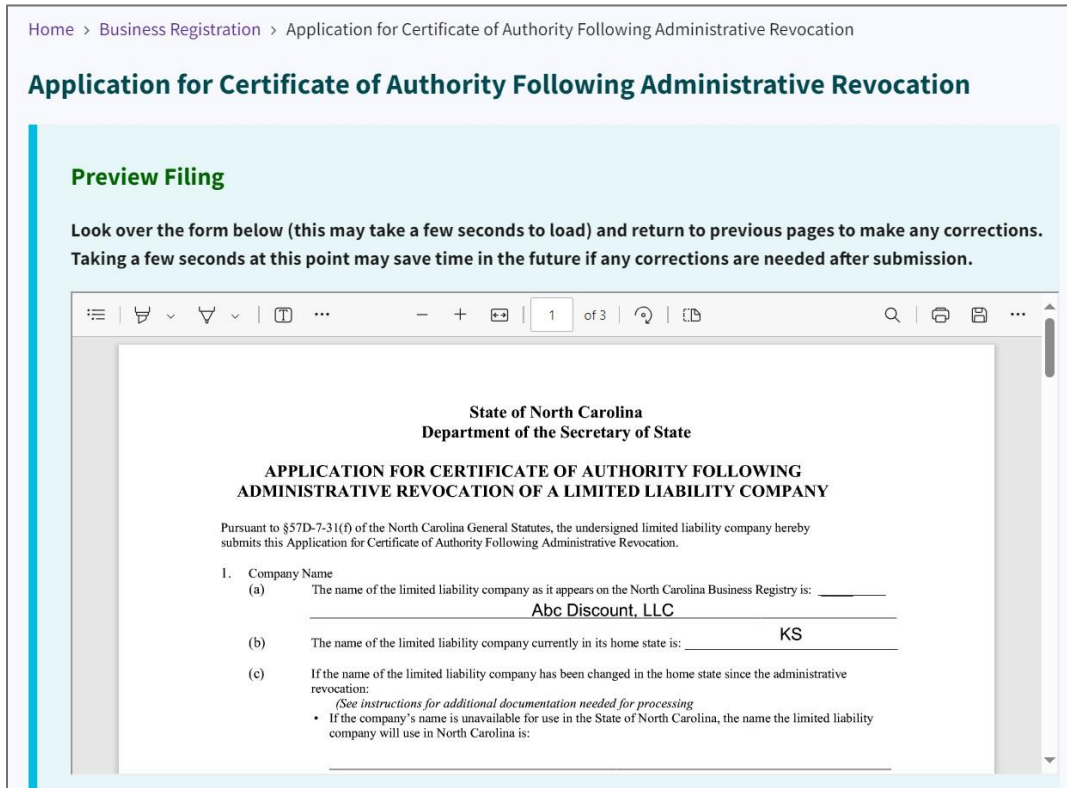 Home > Business Registration > Application for Certificate of Authority Following Administrative Revocation
Application for Certificate of Authority Following Administrative Revocation
Preview Filing
Look over the form below (this may take a few seconds to load) and return to previous pages to make any corrections.
Taking a few seconds at this point may save time in the future if any corrections are needed after submission.
1 of 3
State of North Carolina
Department of the Secretary of State
APPLICATION FOR CERTIFICATE OF AUTHORITY FOLLOWING
ADMINISTRATIVE REVOCATION OF A LIMITED LIABILITY COMPANY
Pursuant to §57D-7-31(f) of the North Carolina General Statutes, the undersigned limited liability company hereby
submits this Application for Certificate of Authority Following Administrative Revocation.
1. Company Name
(a) The name of the limited liability company as it appears on the North Carolina Business Registry is:
Abc Discount, LLC
(b) The name of the limited liability company currently in its home state is: KS
(c) If the name of the limited liability company has been changed in the home state since the administrative
revocation:
(See instructions for additional documentation needed for processing
• If the company's name is unavailable for use in the State of North Carolina, the name the limited liability
company will use in North Carolina is: